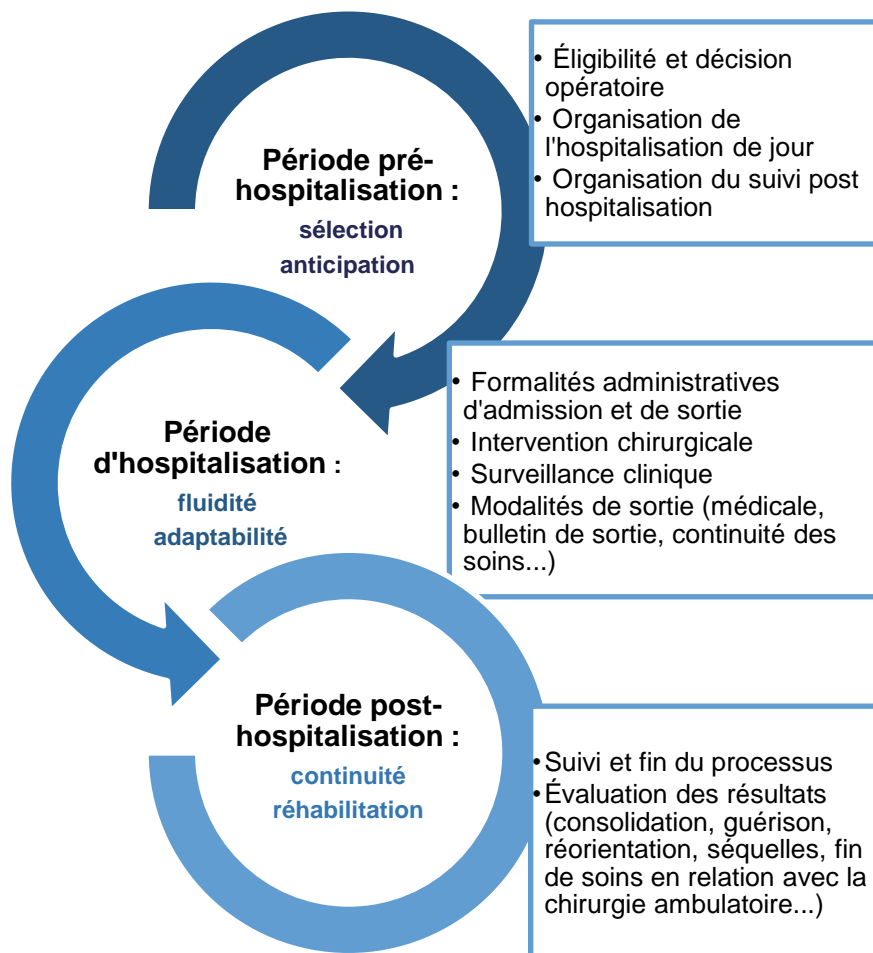 Période pré-
hospitalisation :
sélection
anticipation
• Éligibilité et décision
opératoire
• Organisation de
l'hospitalisation de jour
• Organisation du suivi post
hospitalisation
Période
d'hospitalisation :
fluidité
adaptabilité
• Formalités administratives
d'admission et de sortie
• Intervention chirurgicale
• Surveillance clinique
• Modalités de sortie (médicale,
bulletin de sortie, continuité des
soins...)
Période post-
hospitalisation :
continuité
réhabilitation
• Suivi et fin du processus
• Évaluation des résultats
(consolidation, guérison,
réorientation, séquelles, fin
de soins en relation avec la
chirurgie ambulatoire...)